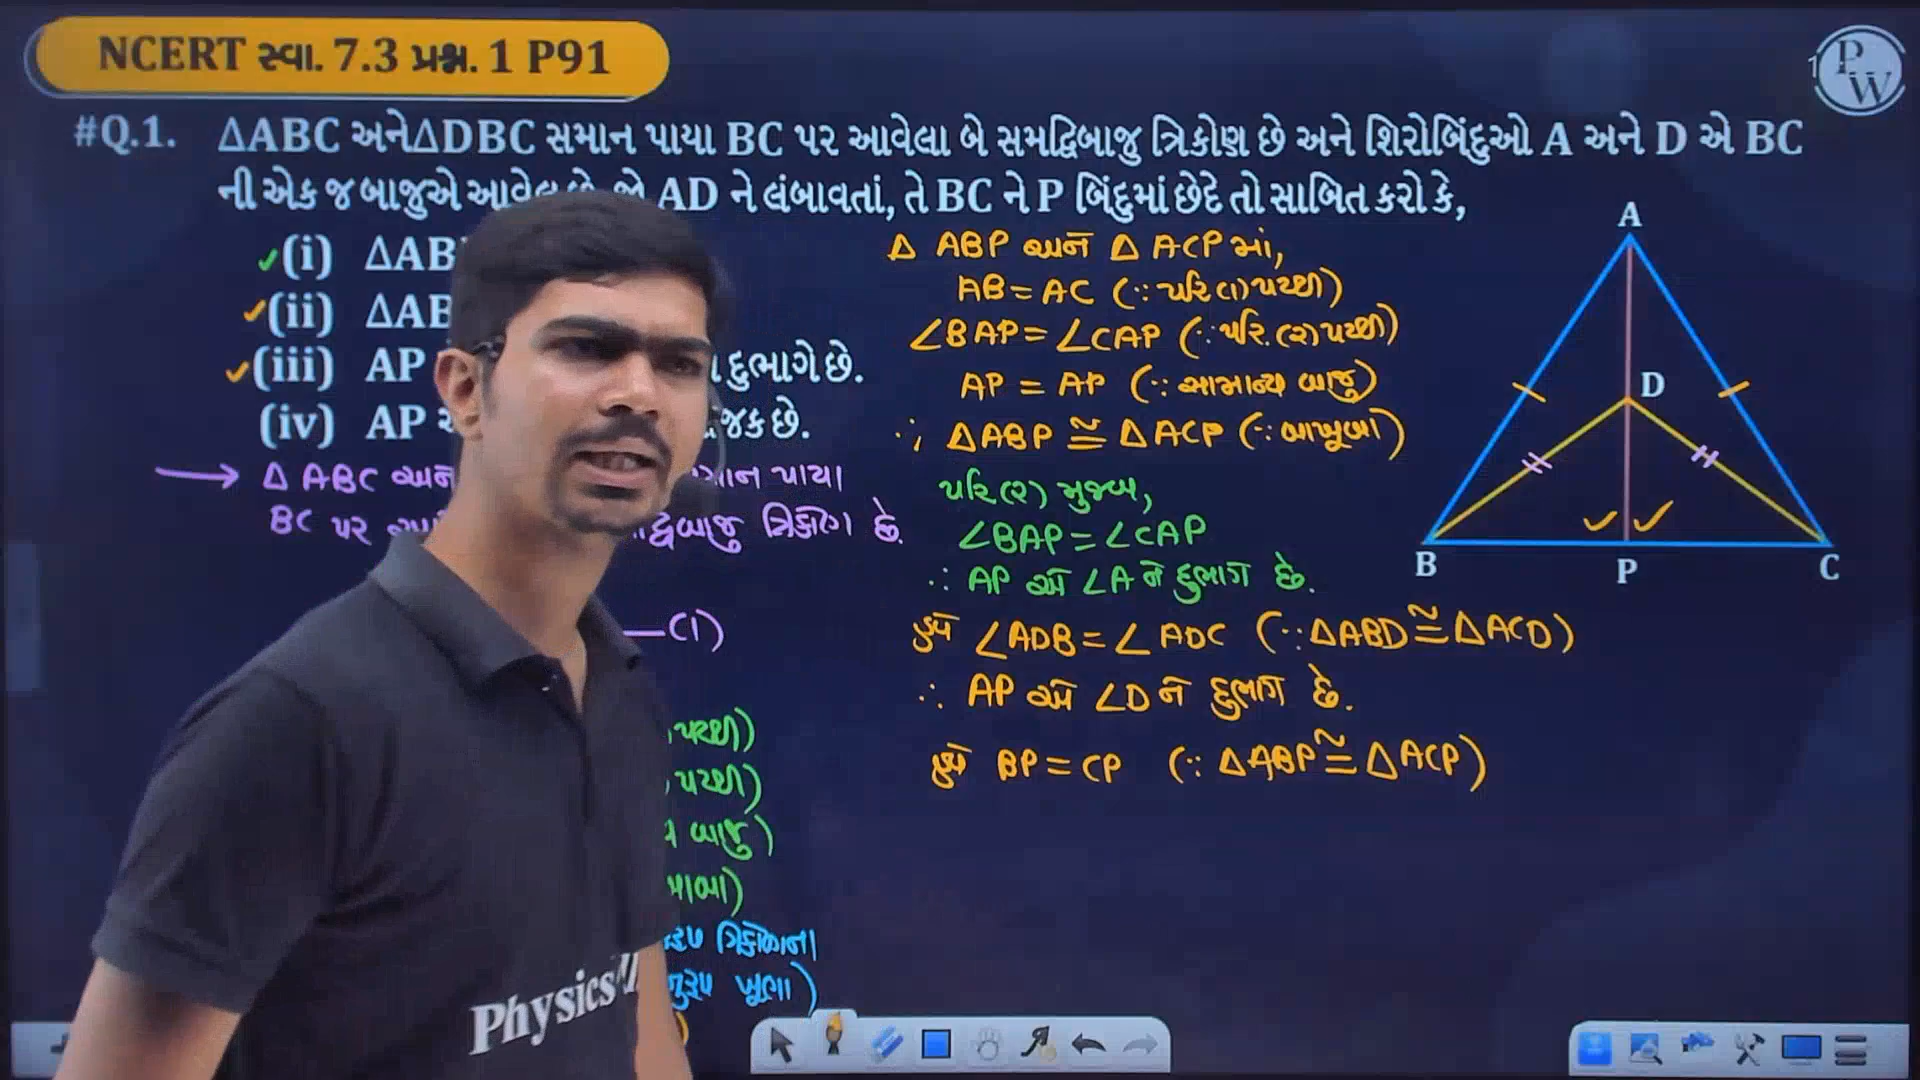 NCERT સ્વા. 7.3 પ્રશ્ન. 1 P91
PW
#Q.1. ΔABC અનેΔDBC સમાન પાયા BC પર આવેલા બે સમદ્વિબાજુ ત્રિકોણ છે અને શિરોબિંદુઓ A અને D એ BC
ની એક જ બાજુએ આવેલ છે. જો AD ને લંબાવતાં, તે BC ને P બિંદુમાં છેદે તો સાબિત કરો કે,
(i) ΔAB
(ii) ΔAB
(iii) AP દુભાગે છે.
(iv) AP છે.
→ Δ ABC અને પાયા
BC પર ત્રિકોણ છે.
—(1)
પરથી)
પરથી)
બાજુ)
ત્રિકોણના
ખૂણા)
Δ ABP અને Δ ACP માં,
AB = AC (∵ પરિ (1) પરથી)
∠BAP = ∠CAP (∵ પરિ. (2) પરથી)
AP = AP (∵ સામાન્ય બાજુ)
∴ ΔABP ≅ ΔACP (∵ બાખૂબા)
પરિ (2) મુજબ,
∠BAP = ∠CAP
∴ AP એ ∠A ને દુભાગે છે.
હવે ∠ADB = ∠ADC (∵ ΔABD ≅ ΔACD)
∴ AP એ ∠D ને દુભાગે છે.
હવે BP = CP (∵ ΔABP ≅ ΔACP)
A
D
B P C
Physics